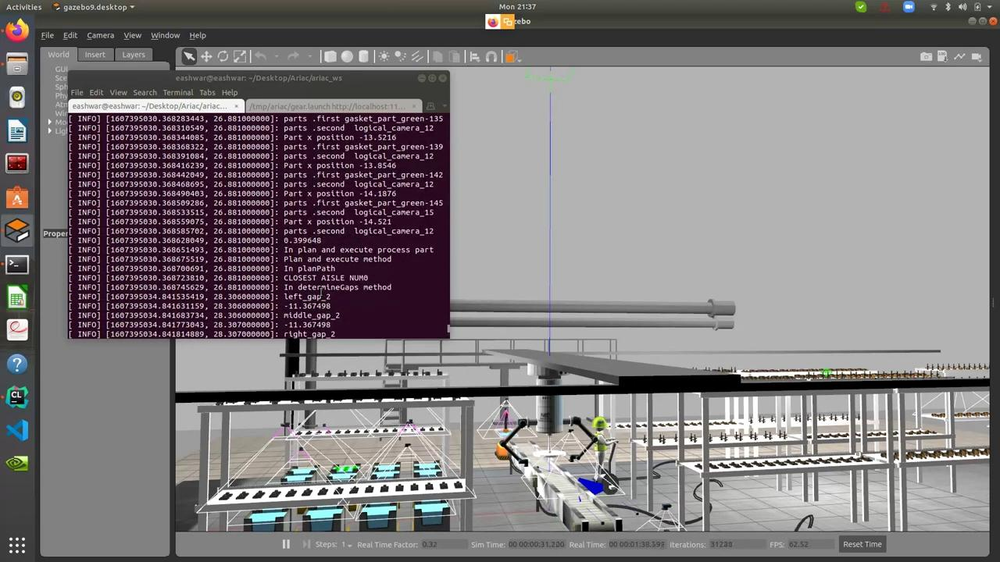 Activities
gazebo9.desktop
Mon 21:37
zebo
File Edit Camera View Window Help
World Insert Layers
GU
Sce
Sph
Phy
Atm
Wi
Mo
Lig
Proper
eashwar@eashwar: ~/Desktop/Ariac/ariac_ws
File Edit View Search Terminal Tabs Help
eashwar@eashwar: ~/Desktop/Ariac/ariac... ×
/tmp/ariac/gear.launch http://localhost:11... ×
[ INFO] [1607395030.368283443, 26.881000000]: parts .first gasket_part_green-135
[ INFO] [1607395030.368310549, 26.881000000]: parts .second  logical_camera_12
[ INFO] [1607395030.368344085, 26.881000000]: Part x position -13.5216
[ INFO] [1607395030.368368322, 26.881000000]: parts .first gasket_part_green-139
[ INFO] [1607395030.368391084, 26.881000000]: parts .second  logical_camera_12
[ INFO] [1607395030.368416239, 26.881000000]: Part x position -13.8546
[ INFO] [1607395030.368442049, 26.881000000]: parts .first gasket_part_green-142
[ INFO] [1607395030.368468695, 26.881000000]: parts .second  logical_camera_12
[ INFO] [1607395030.368490403, 26.881000000]: Part x position -14.1876
[ INFO] [1607395030.368509286, 26.881000000]: parts .first gasket_part_green-145
[ INFO] [1607395030.368533515, 26.881000000]: parts .second  logical_camera_15
[ INFO] [1607395030.368559075, 26.881000000]: Part x position -14.521
[ INFO] [1607395030.368585702, 26.881000000]: parts .second  logical_camera_12
[ INFO] [1607395030.368628049, 26.881000000]: 0.399648
[ INFO] [1607395030.368651493, 26.881000000]: In plan and execute process part
[ INFO] [1607395030.368675519, 26.881000000]: Plan and execute method
[ INFO] [1607395030.368700691, 26.881000000]: In planPath
[ INFO] [1607395030.368723810, 26.881000000]: CLOSEST AISLE NUM0
[ INFO] [1607395030.368745629, 26.881000000]: In determineGaps method
[ INFO] [1607395034.841535419, 28.306000000]: left_gap_2
[ INFO] [1607395034.841631159, 28.306000000]: -11.367498
[ INFO] [1607395034.841683734, 28.306000000]: middle_gap_2
[ INFO] [1607395034.841773043, 28.307000000]: -11.367498
[ INFO] [1607395034.841814889, 28.307000000]: right_gap_2
Steps: 1 Real Time Factor: 0.32 Sim Time: 00 00:00:31.200 Real Time: 00 00:01:38.598 Iterations: 31288 FPS: 62.52 Reset Time